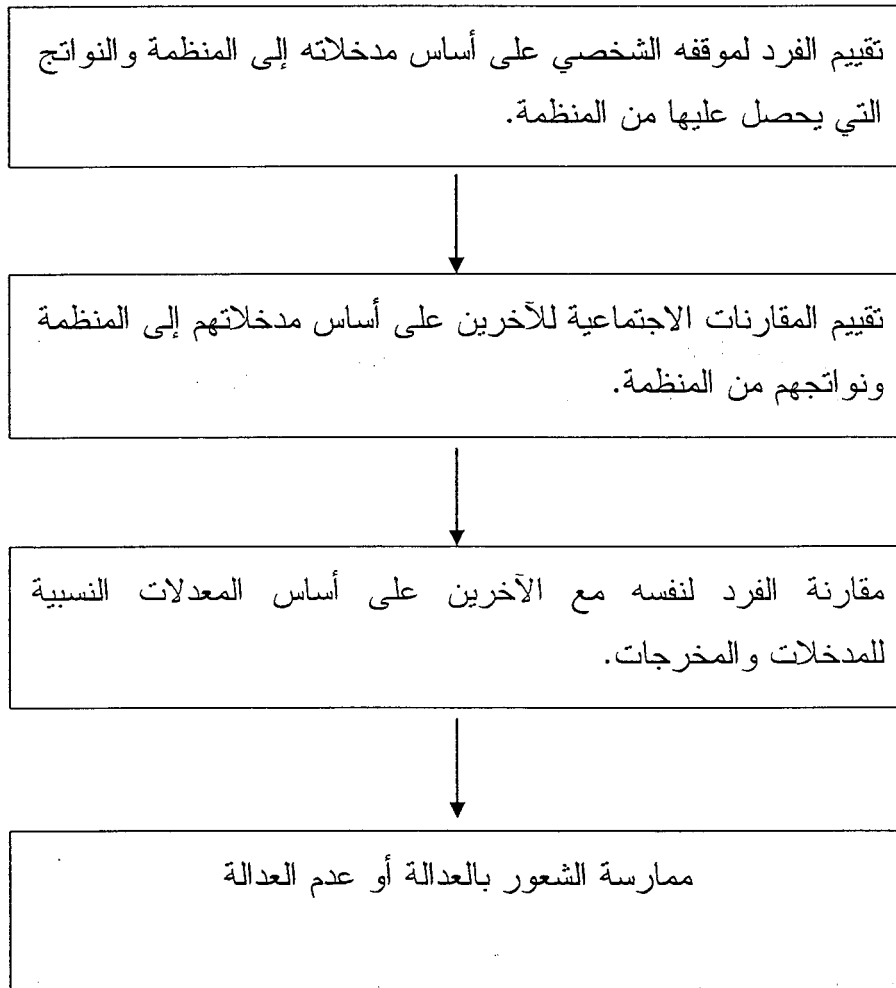 تقييم الفرد لموقفه الشخصي على أساس مدخلاته إلى المنظمة والنواتج
التي يحصل عليها من المنظمة.
تقييم المقارنات الاجتماعية للآخرين على أساس مدخلاتهم إلى المنظمة
ونواتجهم من المنظمة.
مقارنة الفرد لنفسه مع الآخرين على أساس المعدلات النسبية
للمدخلات والمخرجات.
ممارسة الشعور بالعدالة أو عدم العدالة